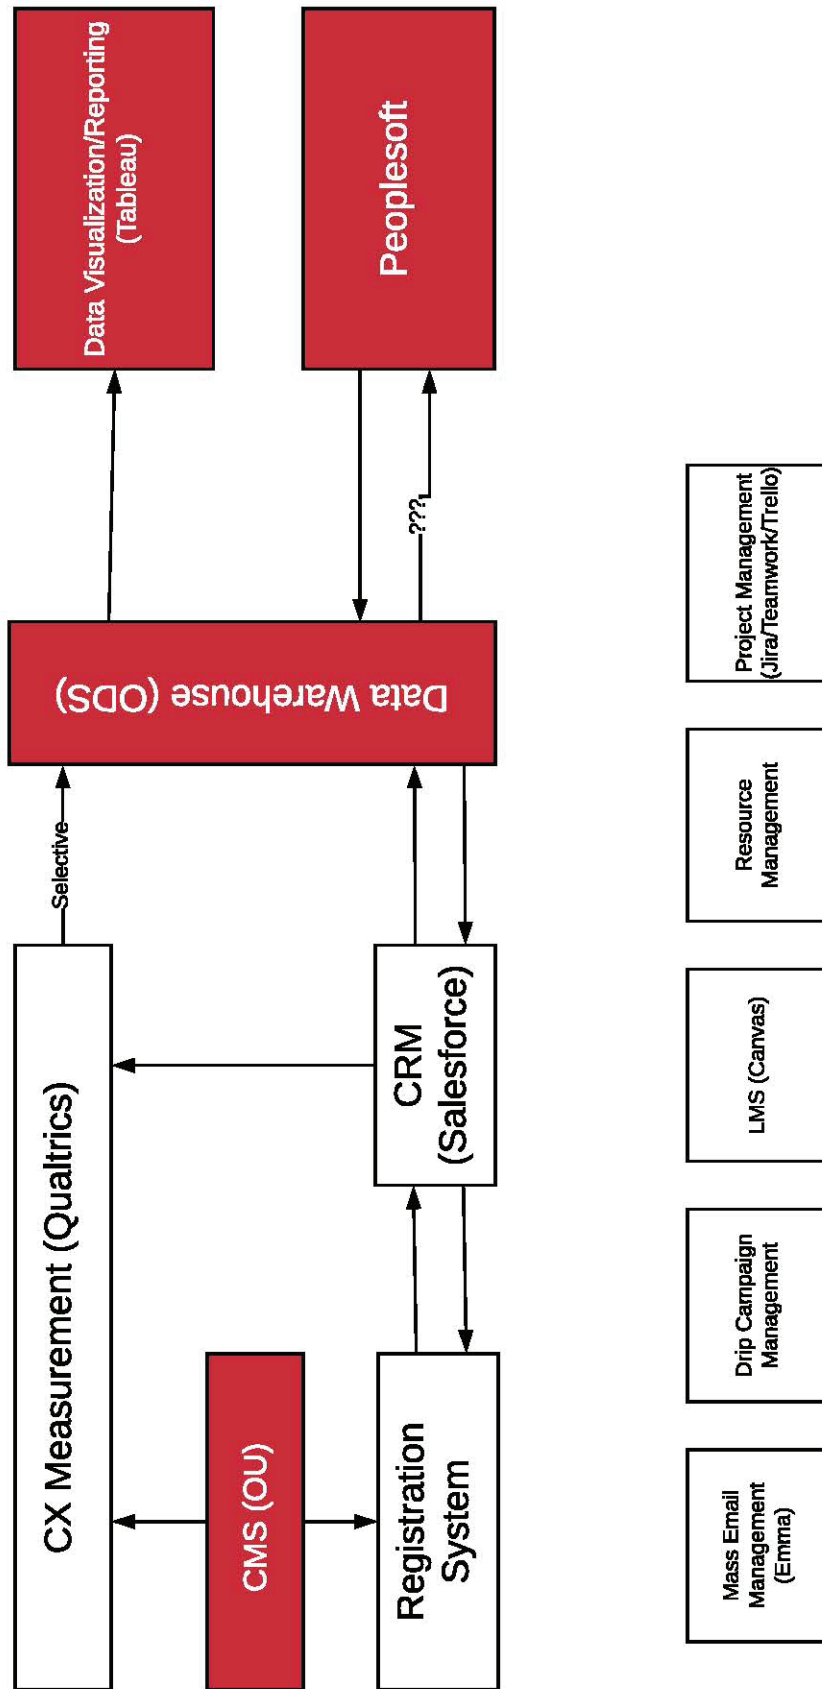 CX Measurement (Qualtrics)
Selective
Data Visualization/Reporting
(Tableau)
CMS (OU)
Data Warehouse (ODS)
Registration
System
CRM
(Salesforce)
???
Peoplesoft
Mass Email
Management
(Emma)
Drip Campaign
Management
LMS (Canvas)
Resource
Management
Project Management
(Jira/Teamwork/Trello)